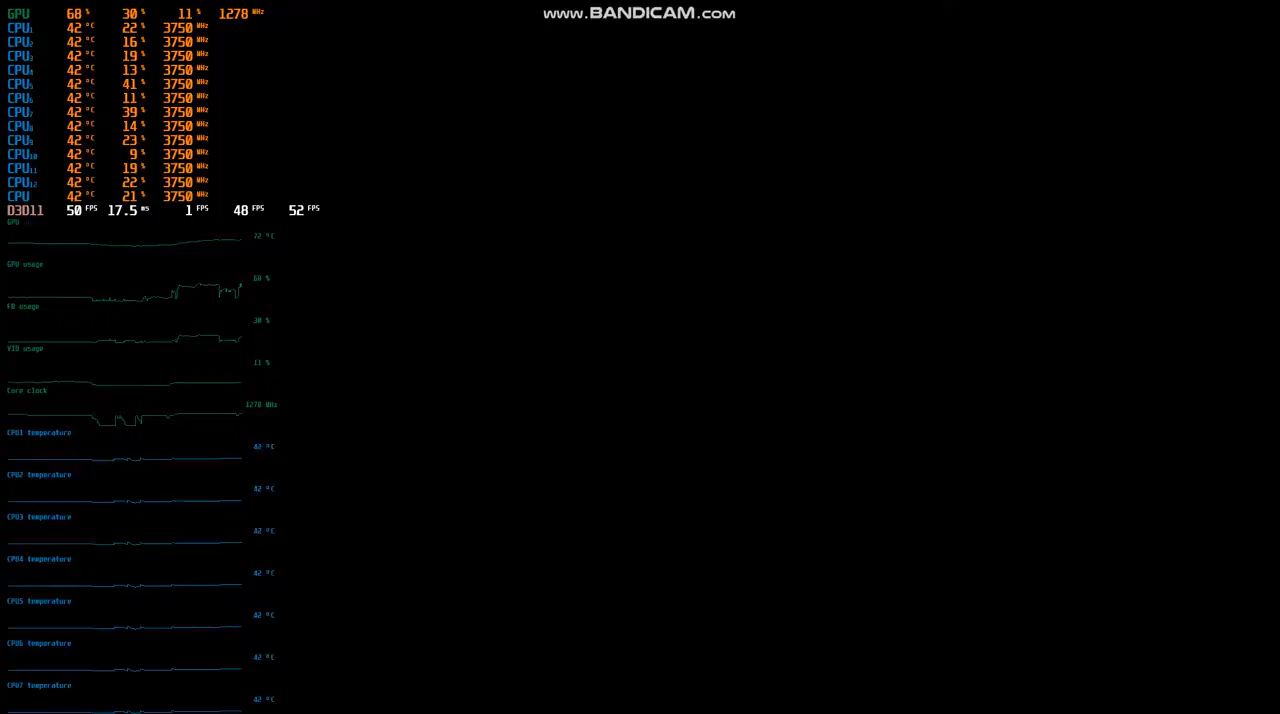 www.BANDICAM.com
GPU 68 % 30 % 11 % 1278 MHz
CPU1 42 °C 22 % 3750 MHz
CPU2 42 °C 16 % 3750 MHz
CPU3 42 °C 19 % 3750 MHz
CPU4 42 °C 13 % 3750 MHz
CPU5 42 °C 41 % 3750 MHz
CPU6 42 °C 11 % 3750 MHz
CPU7 42 °C 39 % 3750 MHz
CPU8 42 °C 14 % 3750 MHz
CPU9 42 °C 23 % 3750 MHz
CPU10 42 °C 9 % 3750 MHz
CPU11 42 °C 19 % 3750 MHz
CPU12 42 °C 22 % 3750 MHz
CPU 42 °C 21 % 3750 MHz
D3D11 50 FPS 17.5 ms 1 FPS 48 FPS 52 FPS
GPU
72 °C
GPU usage
68 %
FB usage
30 %
VID usage
11 %
Core clock
1278 MHz
CPU1 temperature
42 °C
CPU2 temperature
42 °C
CPU3 temperature
42 °C
CPU4 temperature
42 °C
CPU5 temperature
42 °C
CPU6 temperature
42 °C
CPU7 temperature
42 °C